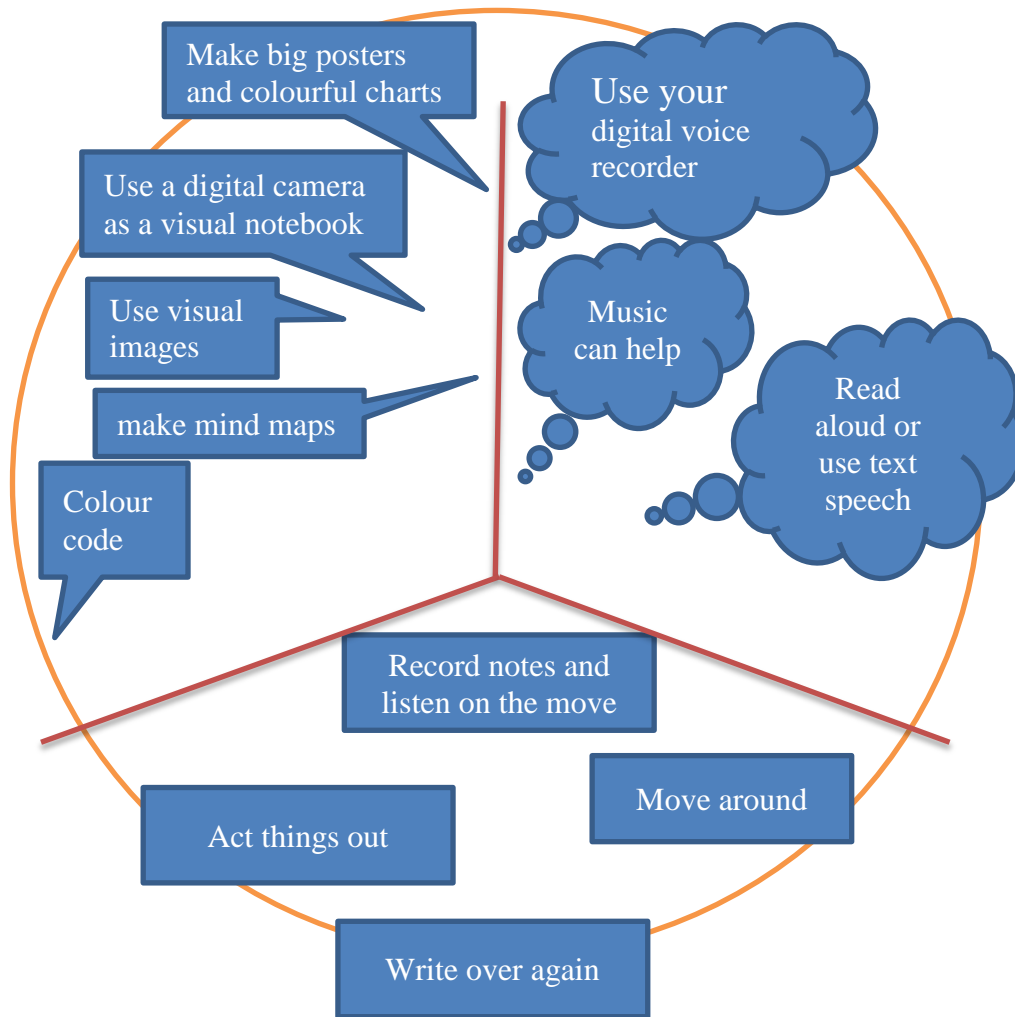 Make big posters
and colourful charts
Use a digital camera
as a visual notebook
Use visual
images
make mind maps
Colour
code
Use your
digital voice
recorder
Music
can help
Read
aloud or
use text
speech
Record notes and
listen on the move
Move around
Act things out
Write over again